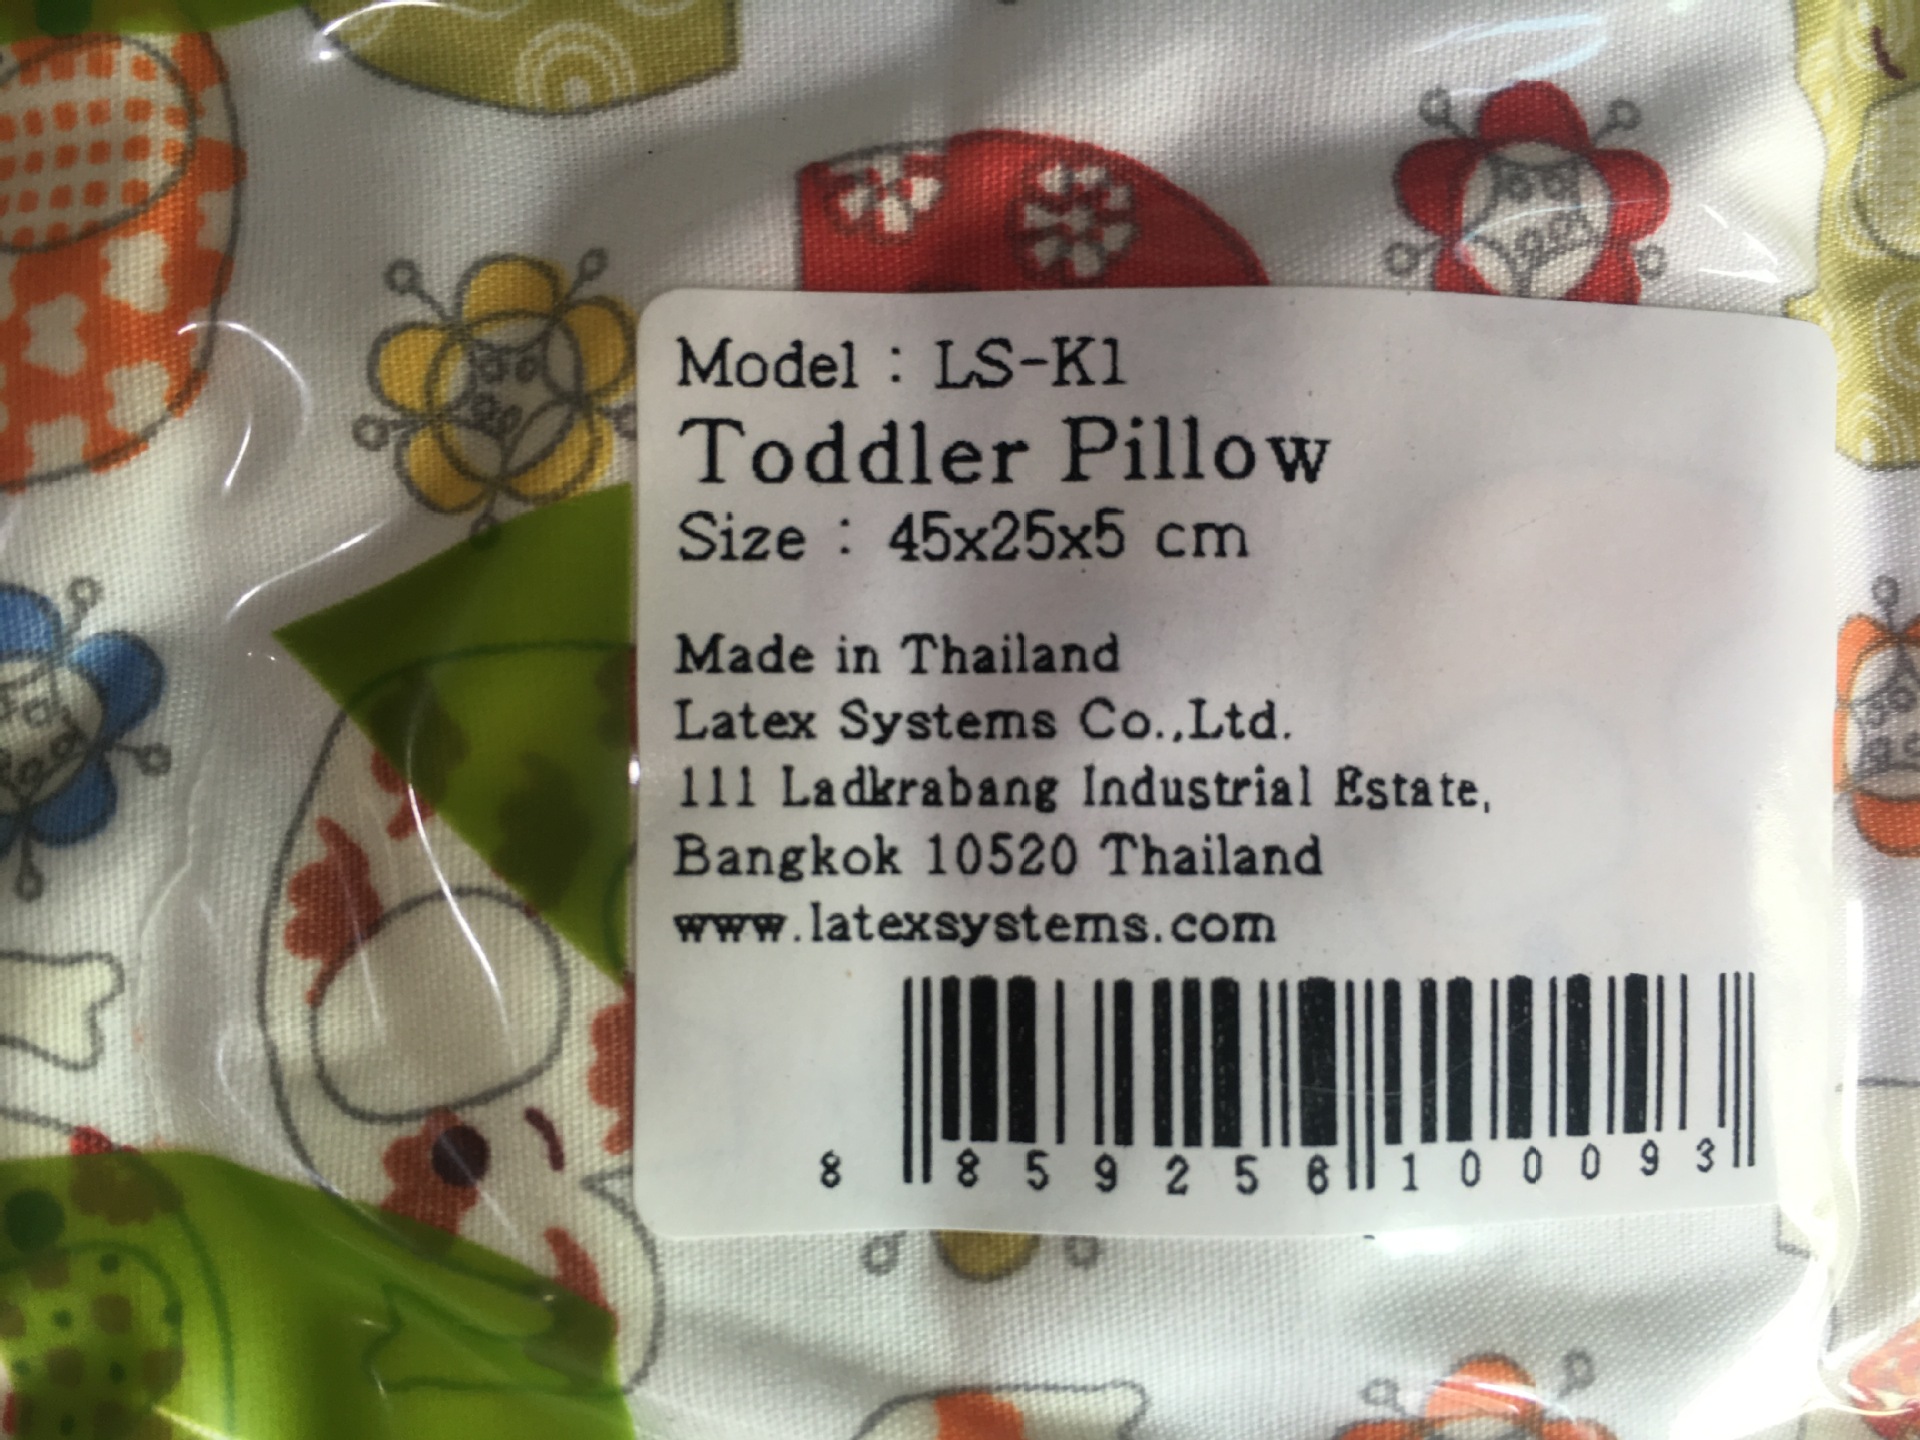 Model : LS-K1
Toddler Pillow
Size : 45x25x5 cm
Made in Thailand
Latex Systems Co.,Ltd.
111 Ladkrabang Industrial Estate,
Bangkok 10520 Thailand
www.latexsystems.com
8 859256 100093